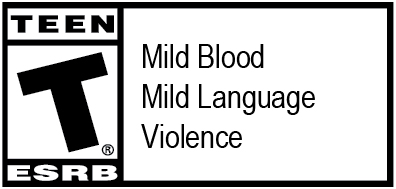 TEEN
T®
ESRB
Mild Blood
Mild Language
Violence